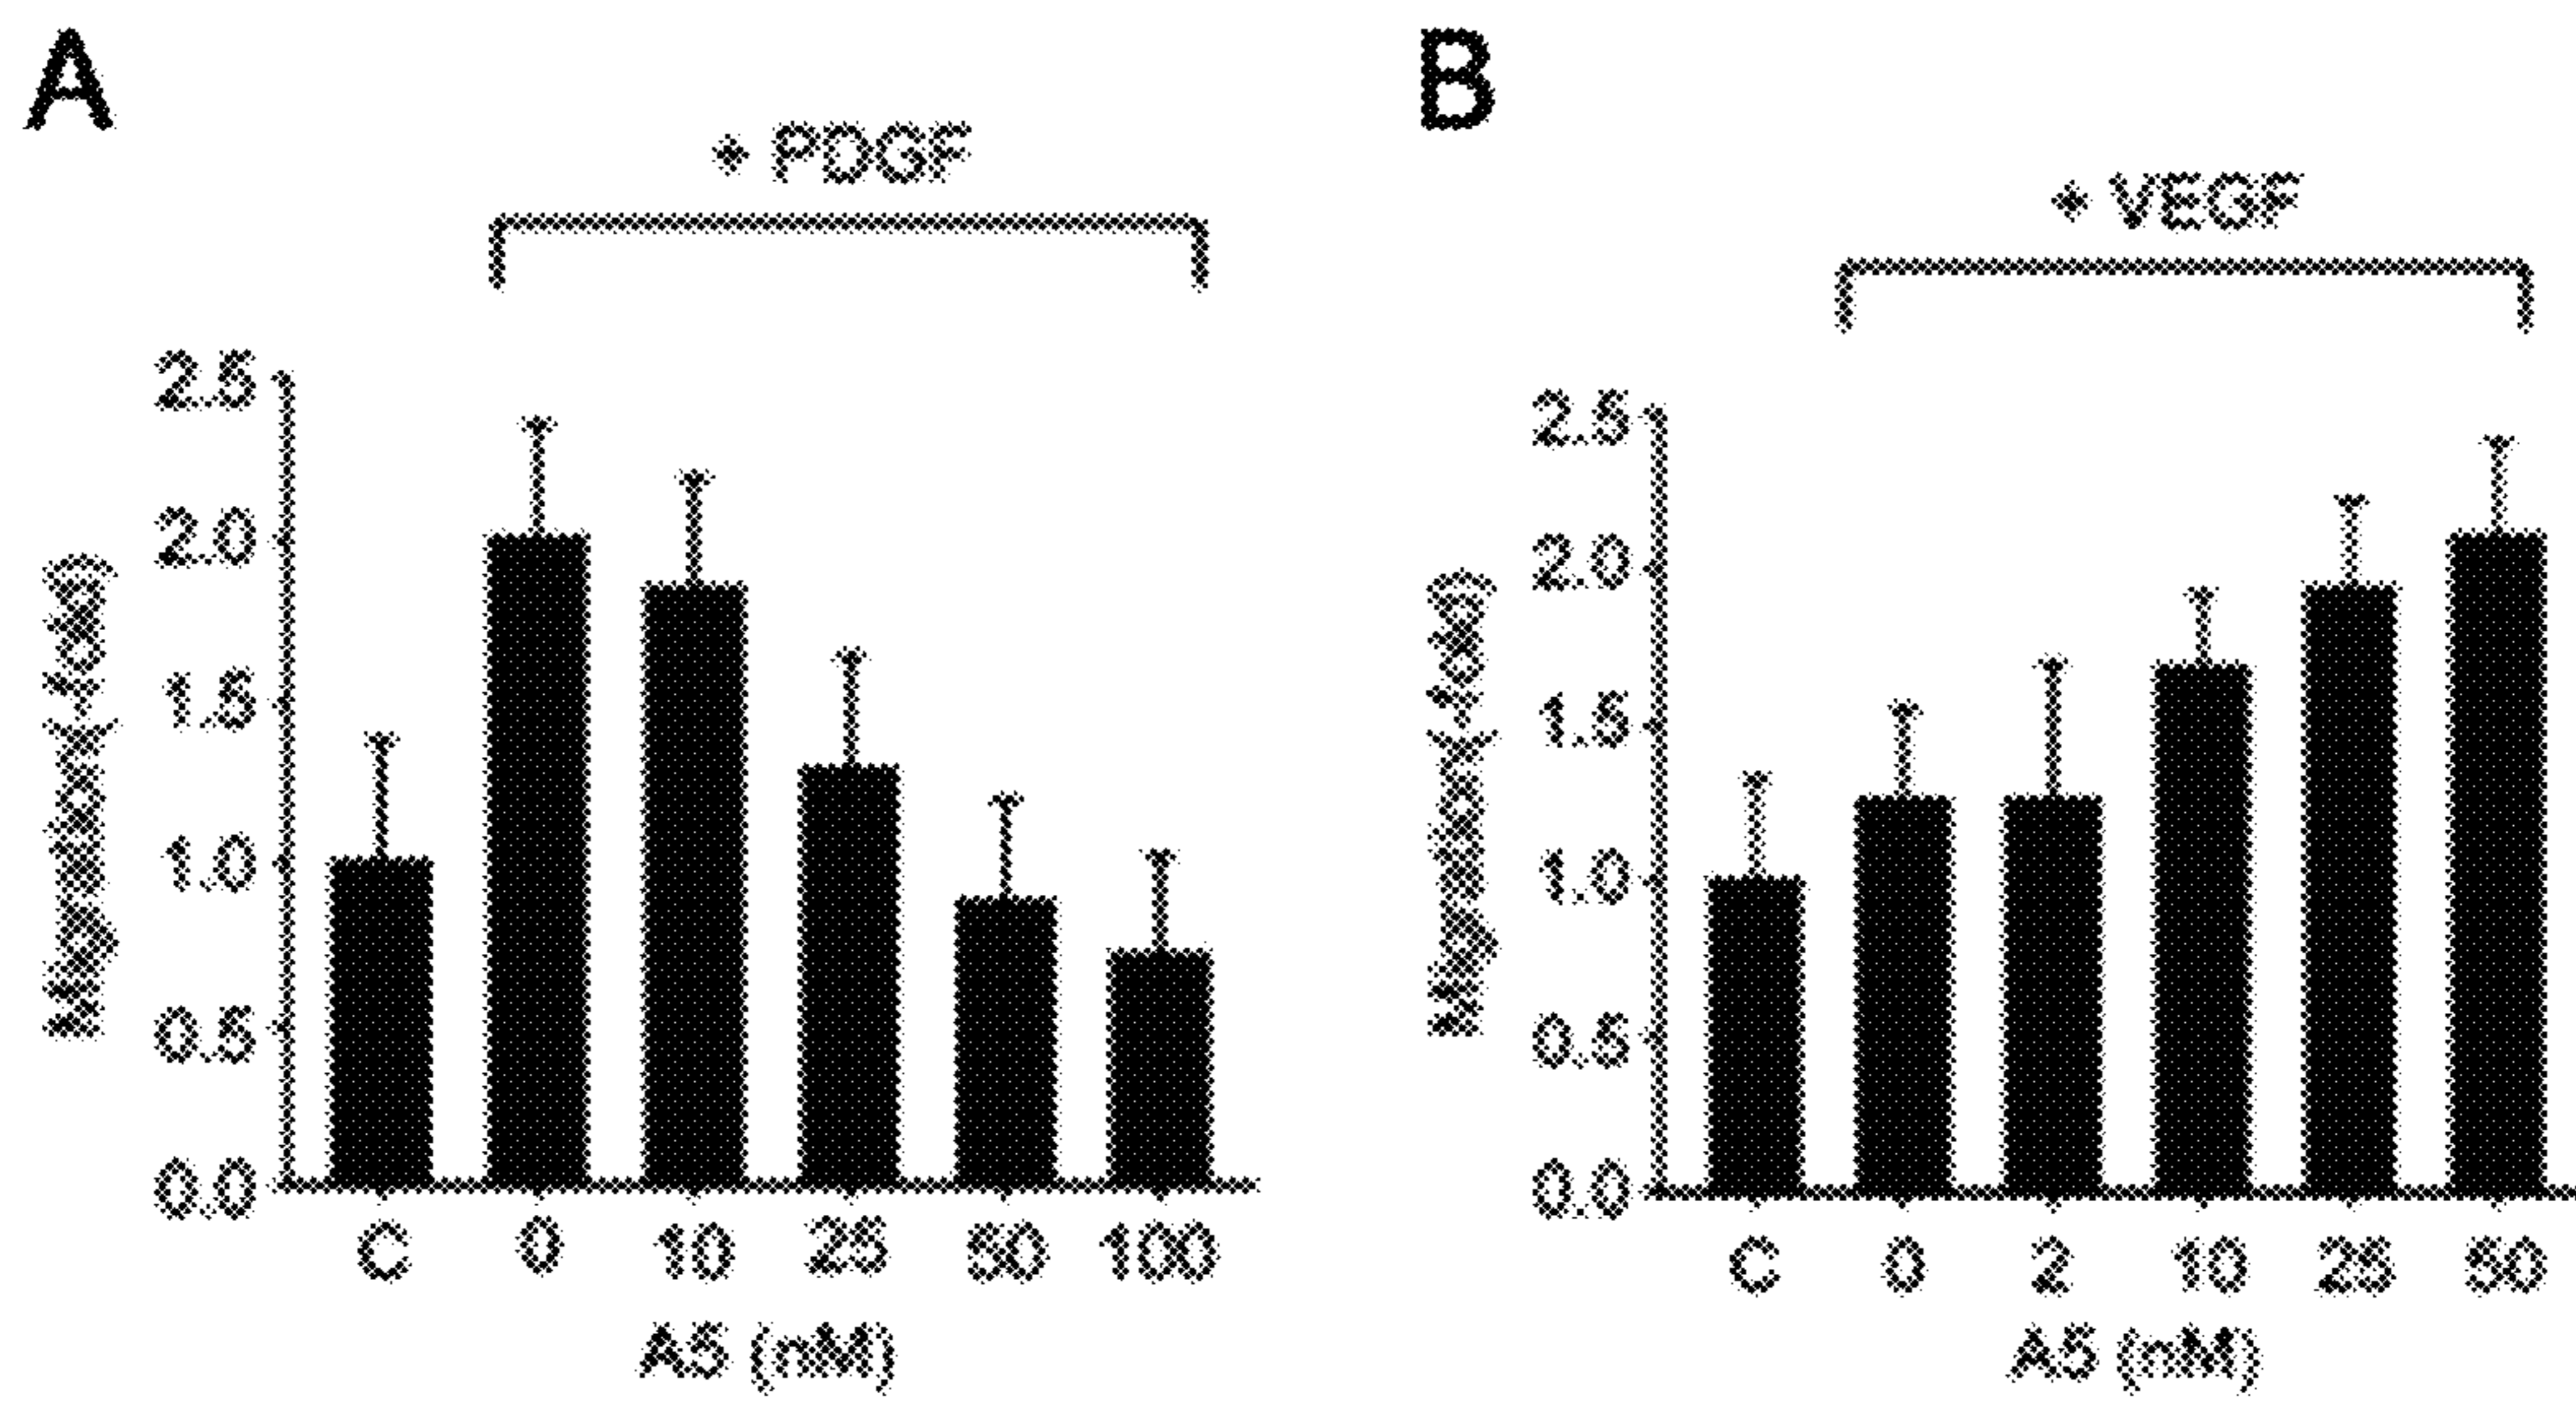 A
+ PDGF
2.5
2.0
1.5
1.0
0.5
0.0
Migration (-fold)
C 0 10 25 50 100
A5 (nM)
B
+ VEGF
2.5
2.0
1.5
1.0
0.5
0.0
Migration (-fold)
C 0 2 10 25 50
A5 (nM)